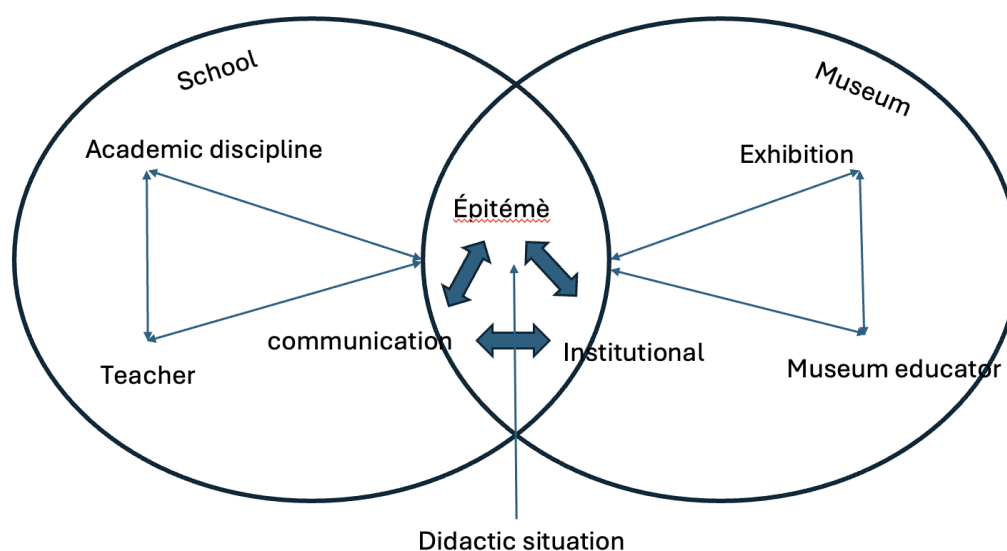 School
Museum
Academic discipline
Exhibition
Épitémè
communication
Institutional
Teacher
Museum educator
Didactic situation